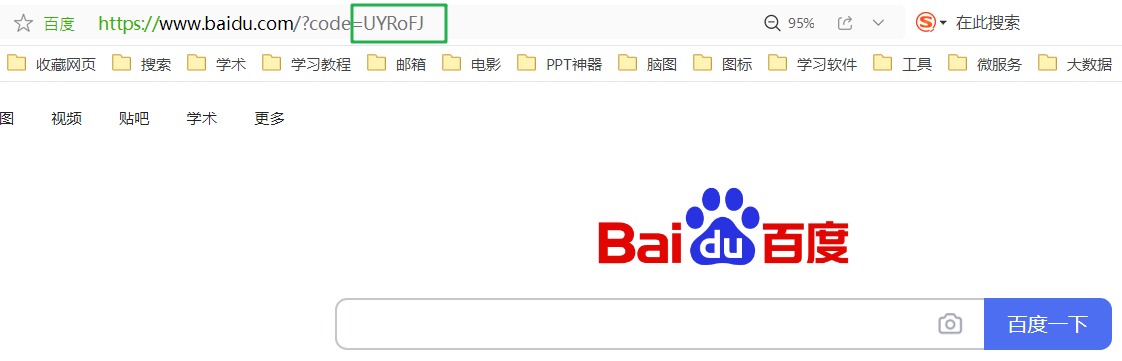 百度 https://www.baidu.com/?code=UYRoFJ 95% 在此搜索
收藏网页 搜索 学术 学习教程 邮箱 电影 PPT神器 脑图 图标 学习软件 工具 微服务 大数据
图 视频 贴吧 学术 更多
Bai du 百度
百度一下